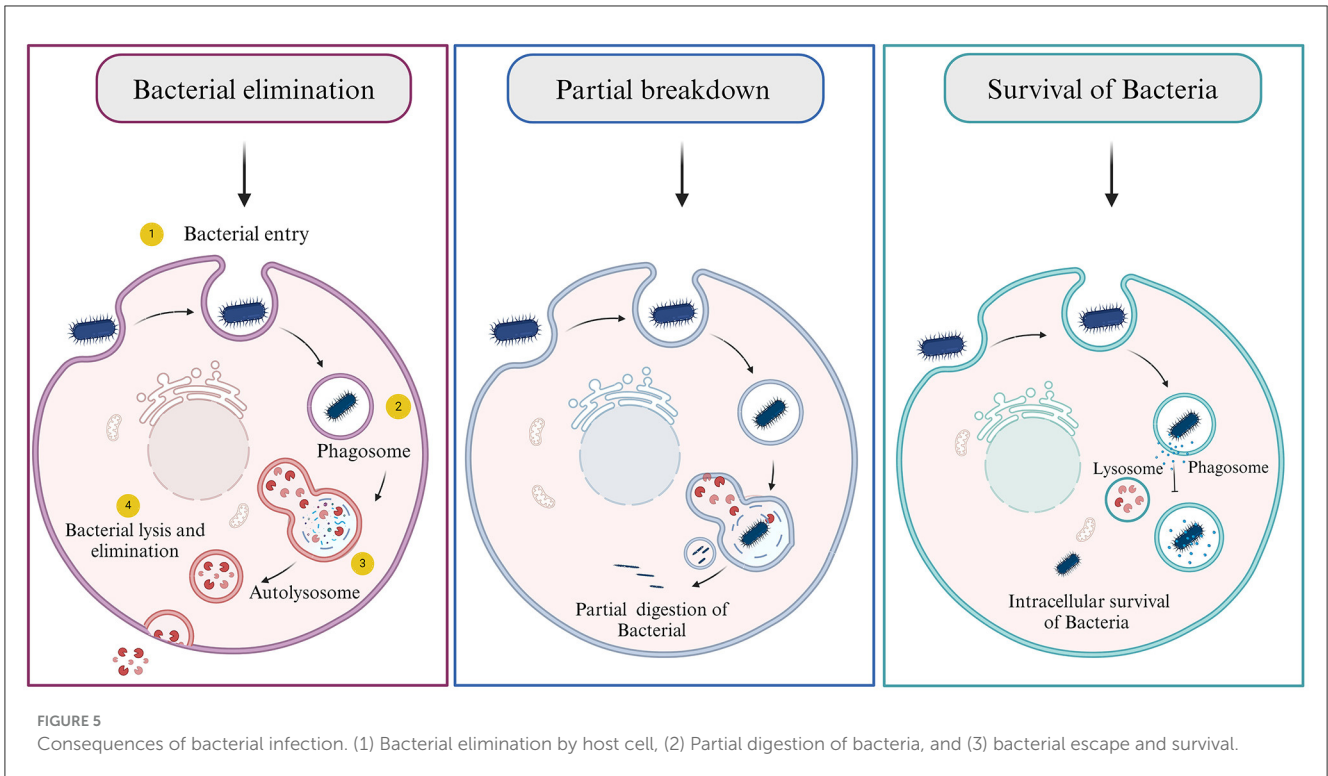 Bacterial elimination
1
Bacterial entry
2
Phagosome
4
Bacterial lysis and
elimination
3
Autolysosome
Partial breakdown
Partial digestion of
Bacterial
Survival of Bacteria
Lysosome
Phagosome
Intracellular survival
of Bacteria
FIGURE 5
Consequences of bacterial infection. (1) Bacterial elimination by host cell, (2) Partial digestion of bacteria, and (3) bacterial escape and survival.